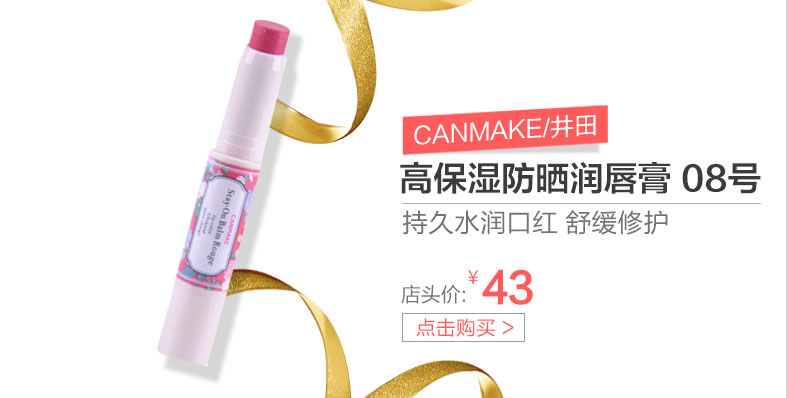 CANMAKE/井田
高保湿防晒润唇膏 08号
持久水润口红 舒缓修护
店头价: ¥43
点击购买 >
CANMAKE
Stay-On Balm Rouge